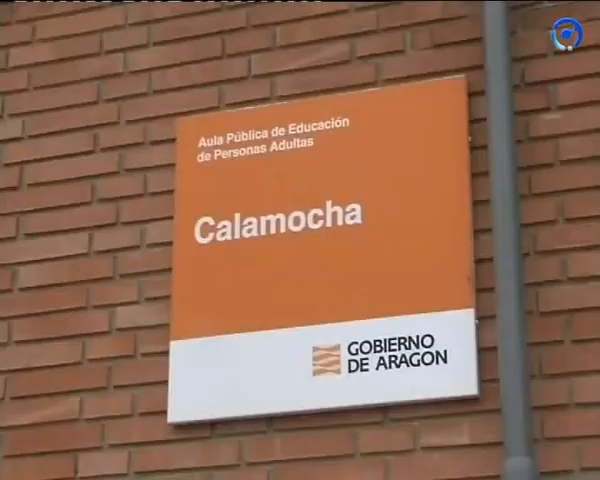 Aula Pública de Educación
de Personas Adultas
Calamocha
GOBIERNO
DE ARAGON